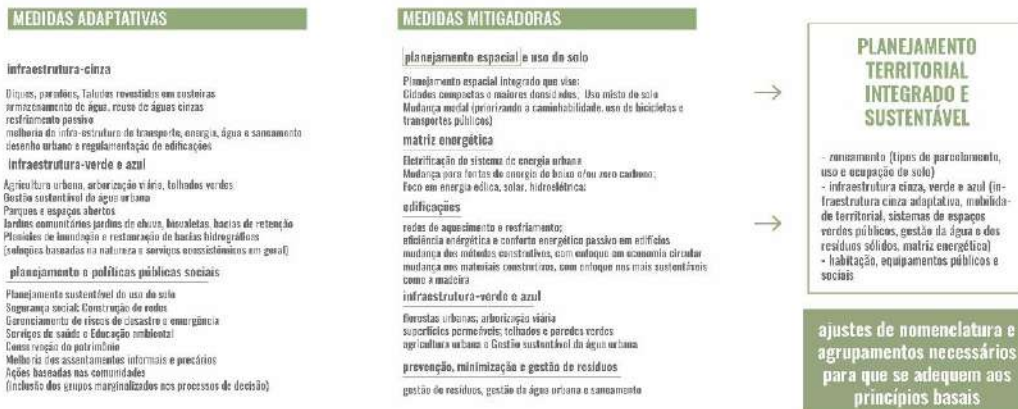 MEDIDAS ADAPTATIVAS
infraestrutura-cinza
Diques, paredões, Taludes revestidos em costeiras
armazenamento de água, reuso de águas cinzas
resfriamento passivo
melhoria da infra-estrutura de transporte, energia, água e saneamento
desenho urbano e regulamentação de edificações
infraestrutura-verde e azul
Agricultura urbana, arborização viário, telhados verdes
Gestão sustentável da água urbana
Parques e espaços abertos
Jardins comunitários jardins de chuva, biovaletas, bacias de retenção
Planícies de inundação e restauração de bacias hidrográficas
(soluções baseadas na natureza e serviços ecossistêmicos em geral)
planejamento e políticas públicas sociais
Planejamento sustentável do uso do solo
Segurança social: Construção de redes
Gerenciamento de riscos de desastre e emergência
Serviços de saúde e Educação ambiental
Conservação do patrimônio
Melhoria dos assentamentos informais e precários
Ações baseadas nas comunidades
(inclusão dos grupos marginalizados nos processos de decisão)
MEDIDAS MITIGADORAS
planejamento espacial e uso do solo
Planejamento espacial integrado que vise:
Cidades compactas e maiores densidades; Uso misto do solo
Mudança modal (priorizando a caminhabilidade, uso de bicicletas e
transportes públicos)
matriz energética
Eletrificação do sistema de energia urbana
Mudança para fontes de energia de baixo e/ou zero carbono;
Foco em energia eólica, solar, hidroelétrica;
edificações
redes de aquecimento e resfriamento;
eficiência energética e conforto energético passivo em edifícios
mudança dos métodos construtivos, com enfoque em economia circular
mudança nos materiais construtivos, com enfoque nos mais sustentáveis
como a madeira
infraestrutura-verde e azul
florestas urbanas; arborização viária
superfícies permeáveis; telhados e paredes verdes
agricultura urbana e Gestão sustentável da água urbana
prevenção, minimização e gestão de resíduos
gestão de resíduos, gestão da água urbana e saneamento
→
→
PLANEJAMENTO
TERRITORIAL
INTEGRADO E
SUSTENTÁVEL
- zoneamento (tipos de parcelamento,
uso e ocupação do solo)
- infraestrutura cinza, verde e azul (in-
fraestrutura cinza adaptativa, mobilida-
de territorial, sistemas de espaços
verdes públicos, gestão da água e dos
resíduos sólidos, matriz energética)
- habitação, equipamentos públicos e
sociais
ajustes de nomenclatura e
agrupamentos necessários
para que se adequem aos
princípios basais